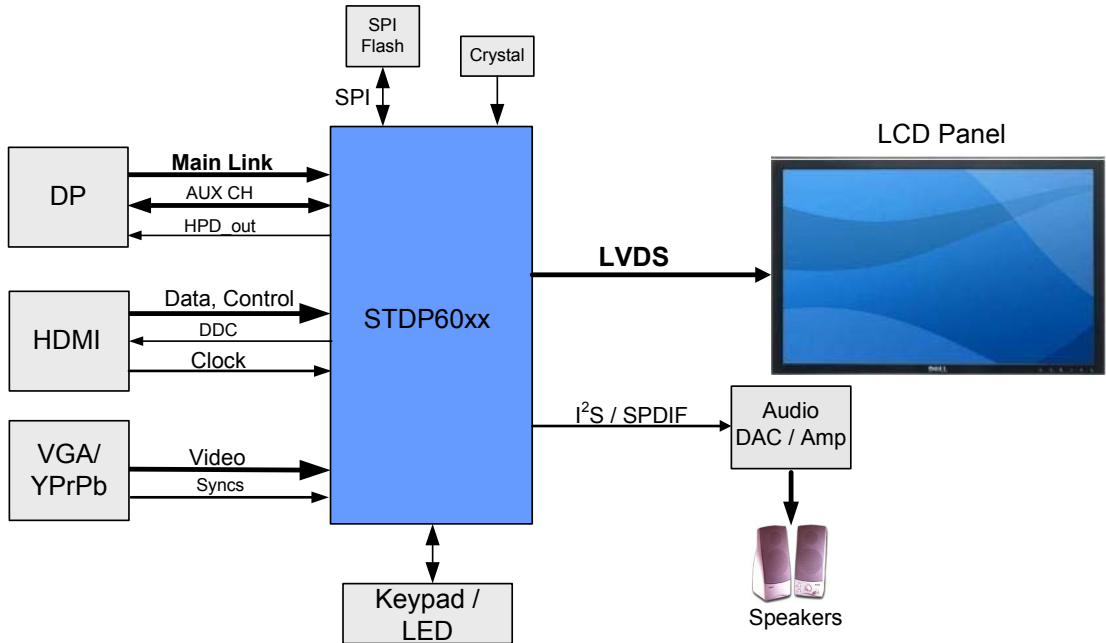 SPI
Flash
Crystal
SPI
LCD Panel
DP
Main Link
AUX CH
HPD_out
LVDS
HDMI
Data, Control
DDC
Clock
STDP60xx
DELL
VGA/
YPrPb
Video
Syncs
I²S / SPDIF
Audio
DAC / Amp
Keypad /
LED
Speakers